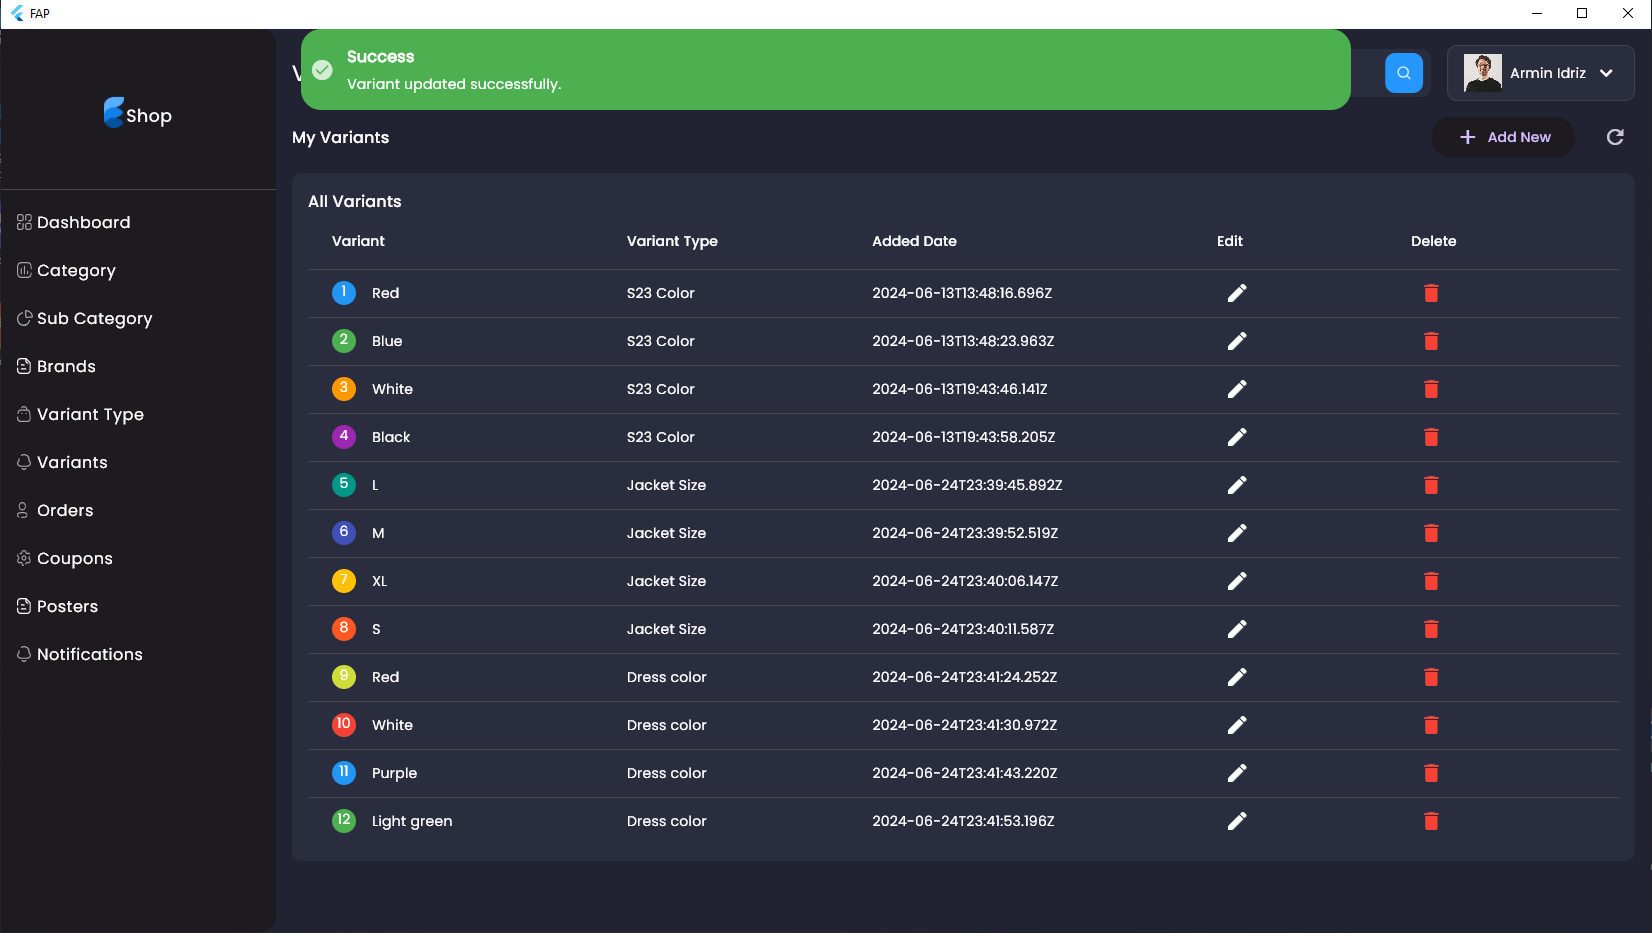 FAP
Success
Variant updated successfully.
Armin Idriz
Shop
My Variants
Add New
Dashboard
Category
Sub Category
Brands
Variant Type
Variants
Orders
Coupons
Posters
Notifications
All Variants
Variant Variant Type Added Date Edit Delete
1 Red S23 Color 2024-06-13T13:48:16.696Z
2 Blue S23 Color 2024-06-13T13:48:23.963Z
3 White S23 Color 2024-06-13T19:43:46.141Z
4 Black S23 Color 2024-06-13T19:43:58.205Z
5 L Jacket Size 2024-06-24T23:39:45.892Z
6 M Jacket Size 2024-06-24T23:39:52.519Z
7 XL Jacket Size 2024-06-24T23:40:06.147Z
8 S Jacket Size 2024-06-24T23:40:11.587Z
9 Red Dress color 2024-06-24T23:41:24.252Z
10 White Dress color 2024-06-24T23:41:30.972Z
11 Purple Dress color 2024-06-24T23:41:43.220Z
12 Light green Dress color 2024-06-24T23:41:53.196Z